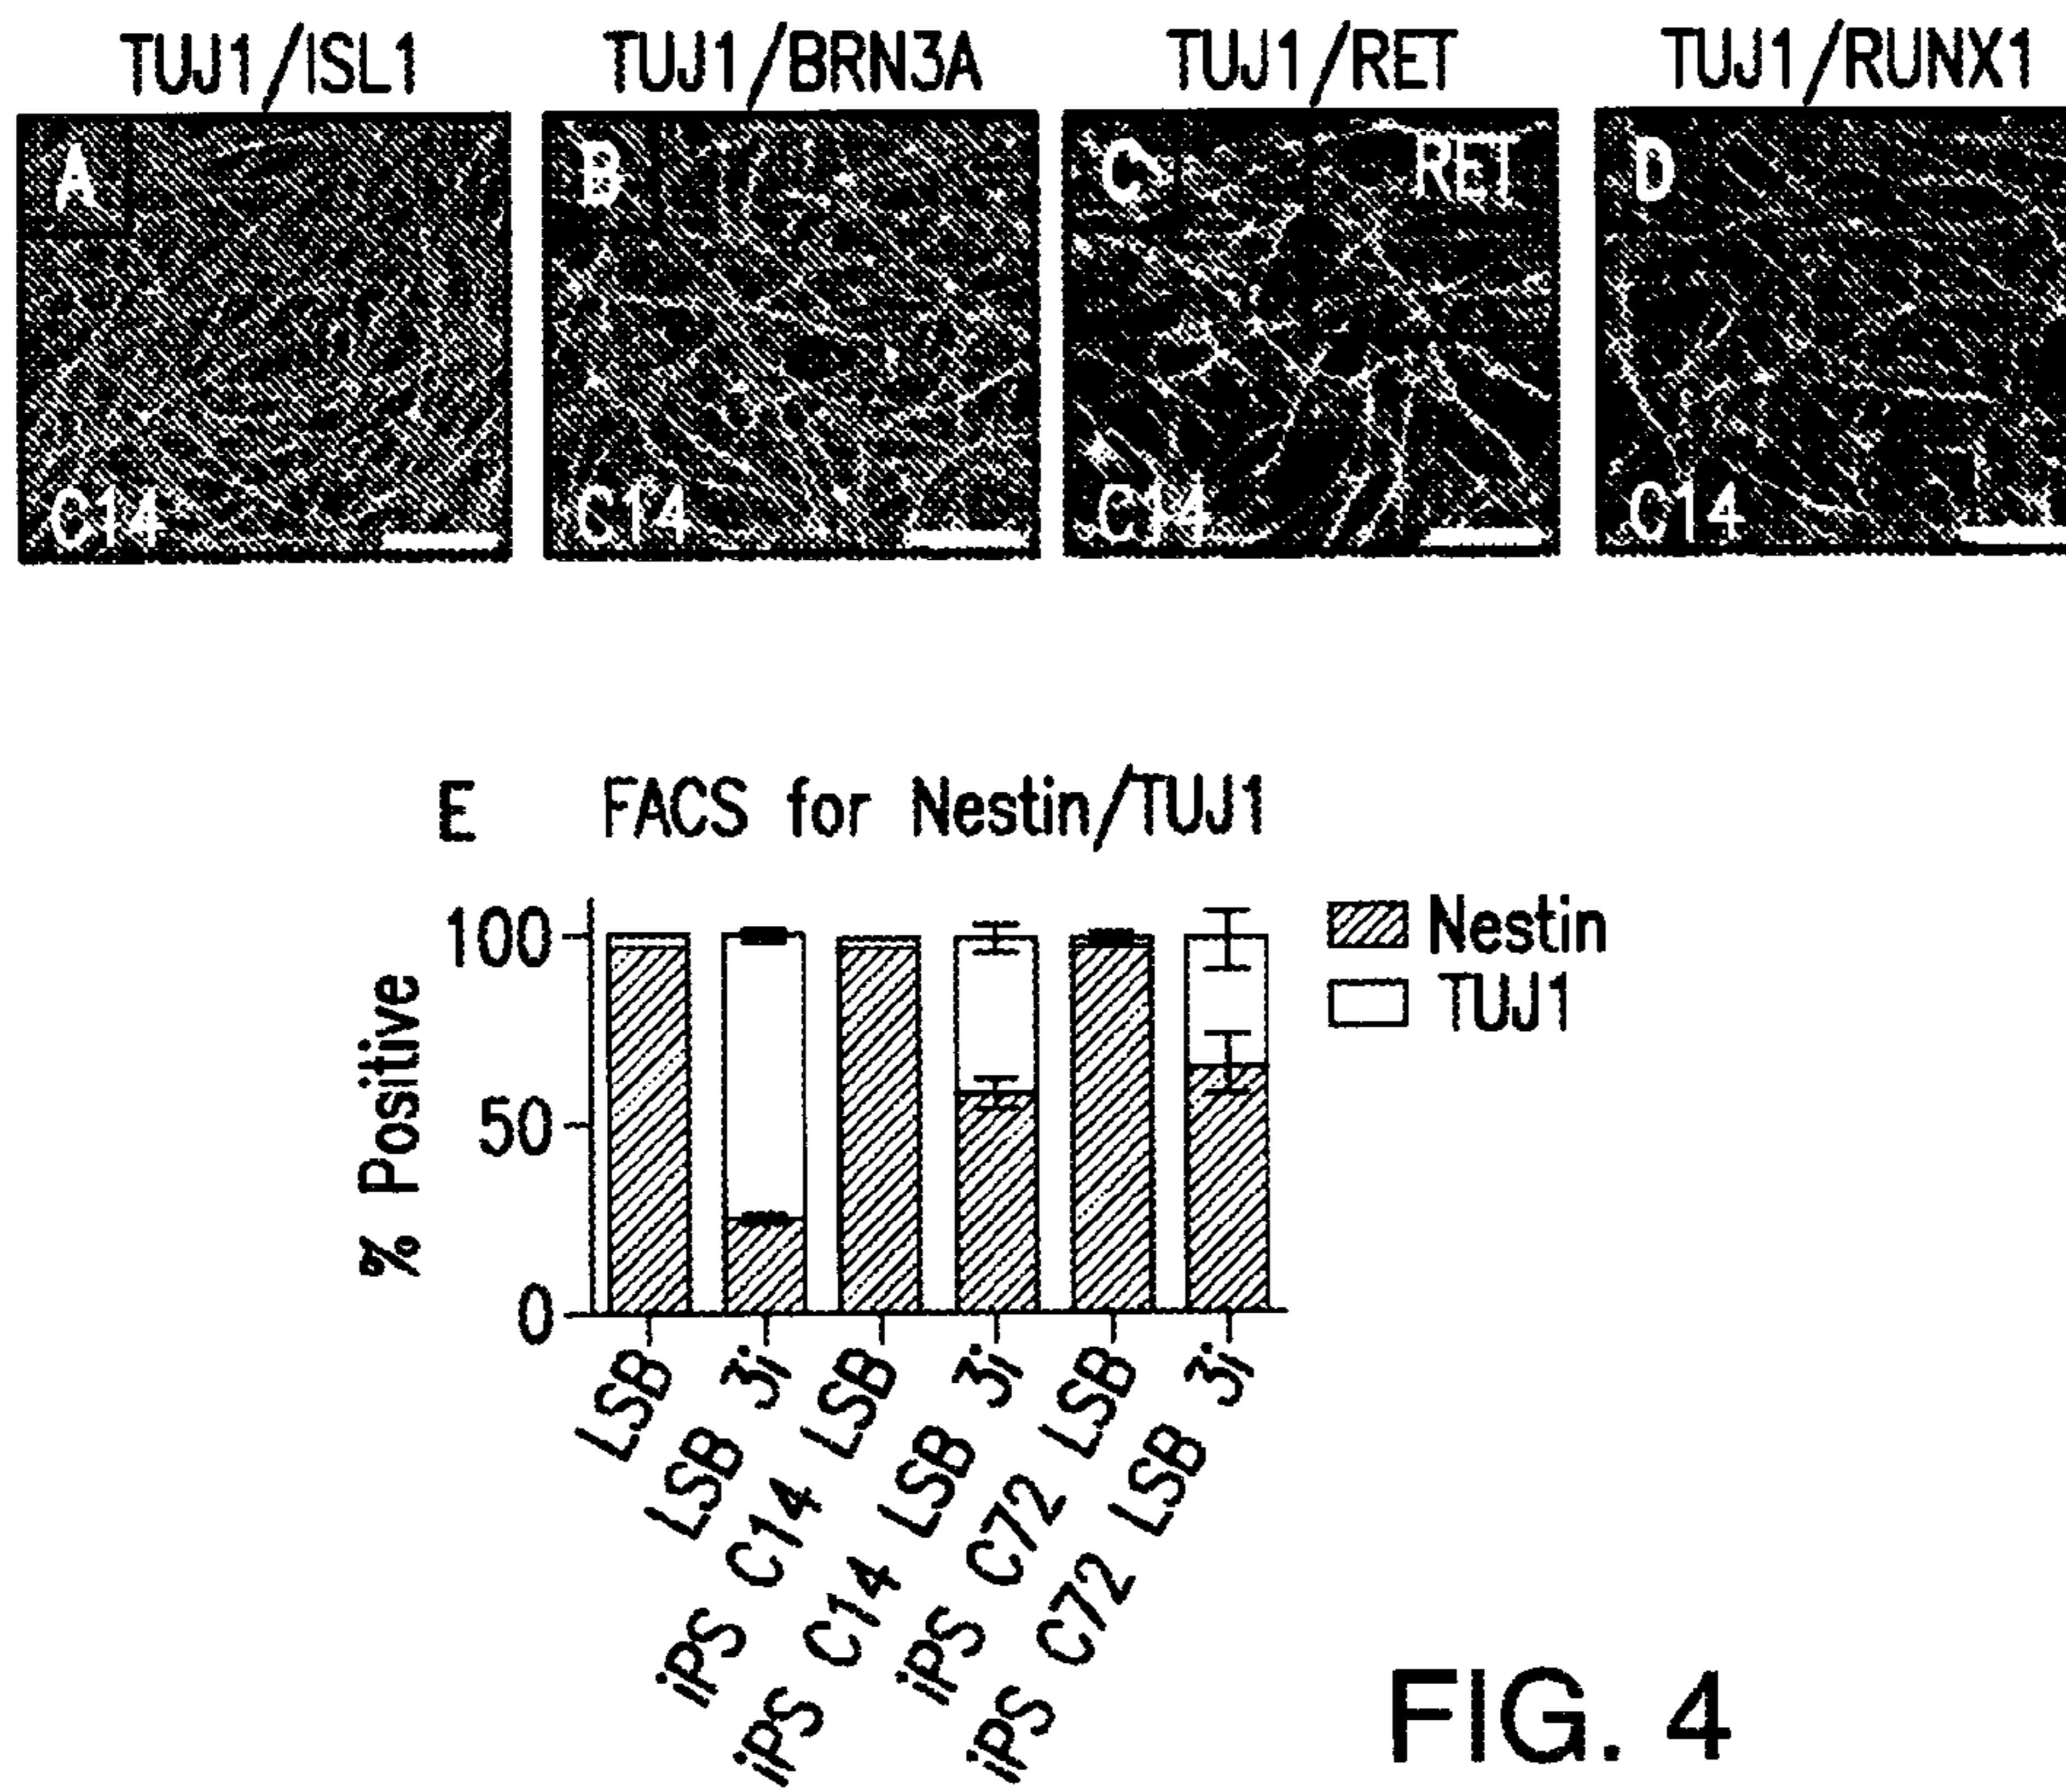 TUJ1/ISL1 TUJ1/BRN3A TUJ1/RET TUJ1/RUNX1
A B C RET D
C14 C14 C14 C14
E FACS for Nestin/TUJ1
100
50
0
% Positive
Nestin
TUJ1
LSB
LSB 3i
iPS C14 LSB
iPS C14 LSB 3i
iPS C72 LSB
iPS C72 LSB 3i
FIG. 4